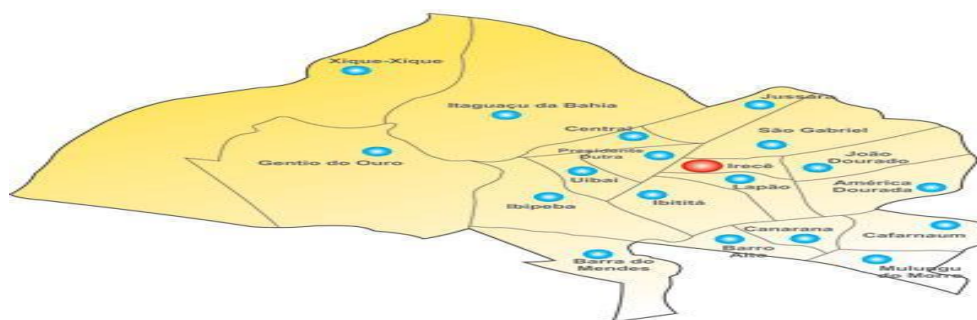 Xique-Xique
Itaguaçu da Bahia
Jussara
Central
São Gabriel
Presidente
Dutra
Gentio do Ouro
Uibaí
Irecê
João
Dourado
Lapão
América
Dourada
Ibipeba
Ibititá
Canarana
Cafarnaum
Barro
Alto
Barra do
Mendes
Mulungu
do Morro